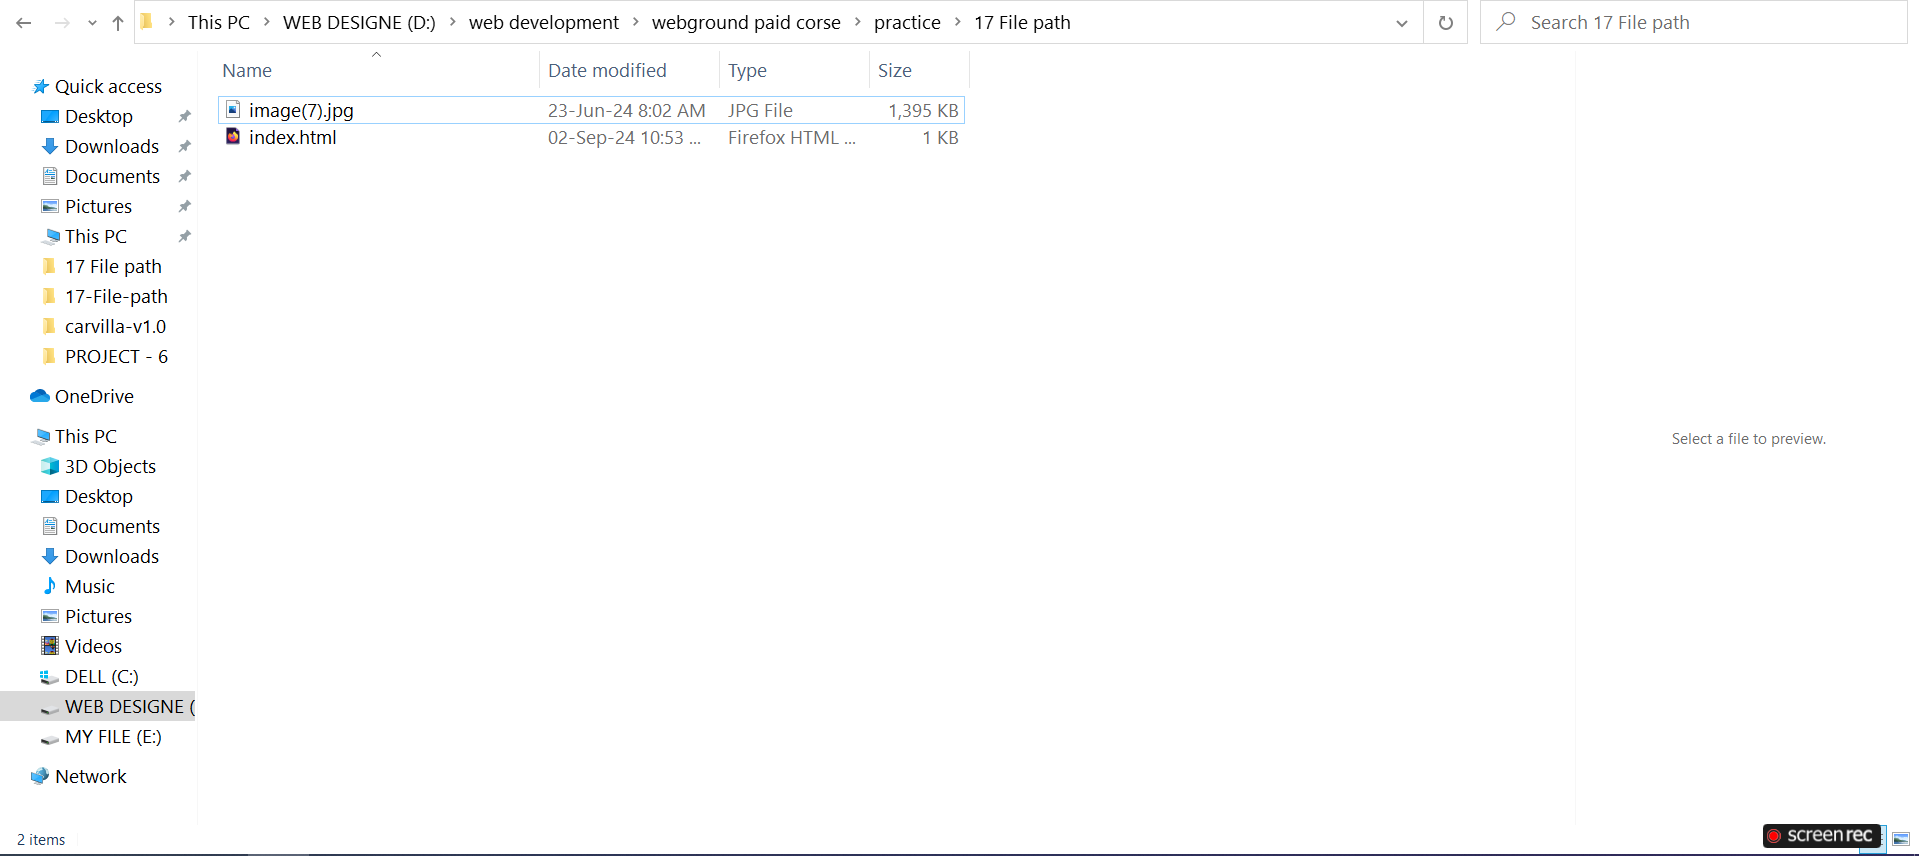 This PC > WEB DESIGNE (D:) > web development > webground paid corse > practice > 17 File path
Search 17 File path
Name Date modified Type Size
image(7).jpg 23-Jun-24 8:02 AM JPG File 1,395 KB
index.html 02-Sep-24 10:53 ... Firefox HTML ... 1 KB
Quick access
Desktop
Downloads
Documents
Pictures
This PC
17 File path
17-File-path
carvilla-v1.0
PROJECT - 6
OneDrive
This PC
3D Objects
Desktop
Documents
Downloads
Music
Pictures
Videos
DELL (C:)
WEB DESIGNE (
MY FILE (E:)
Network
Select a file to preview.
2 items
screenrec